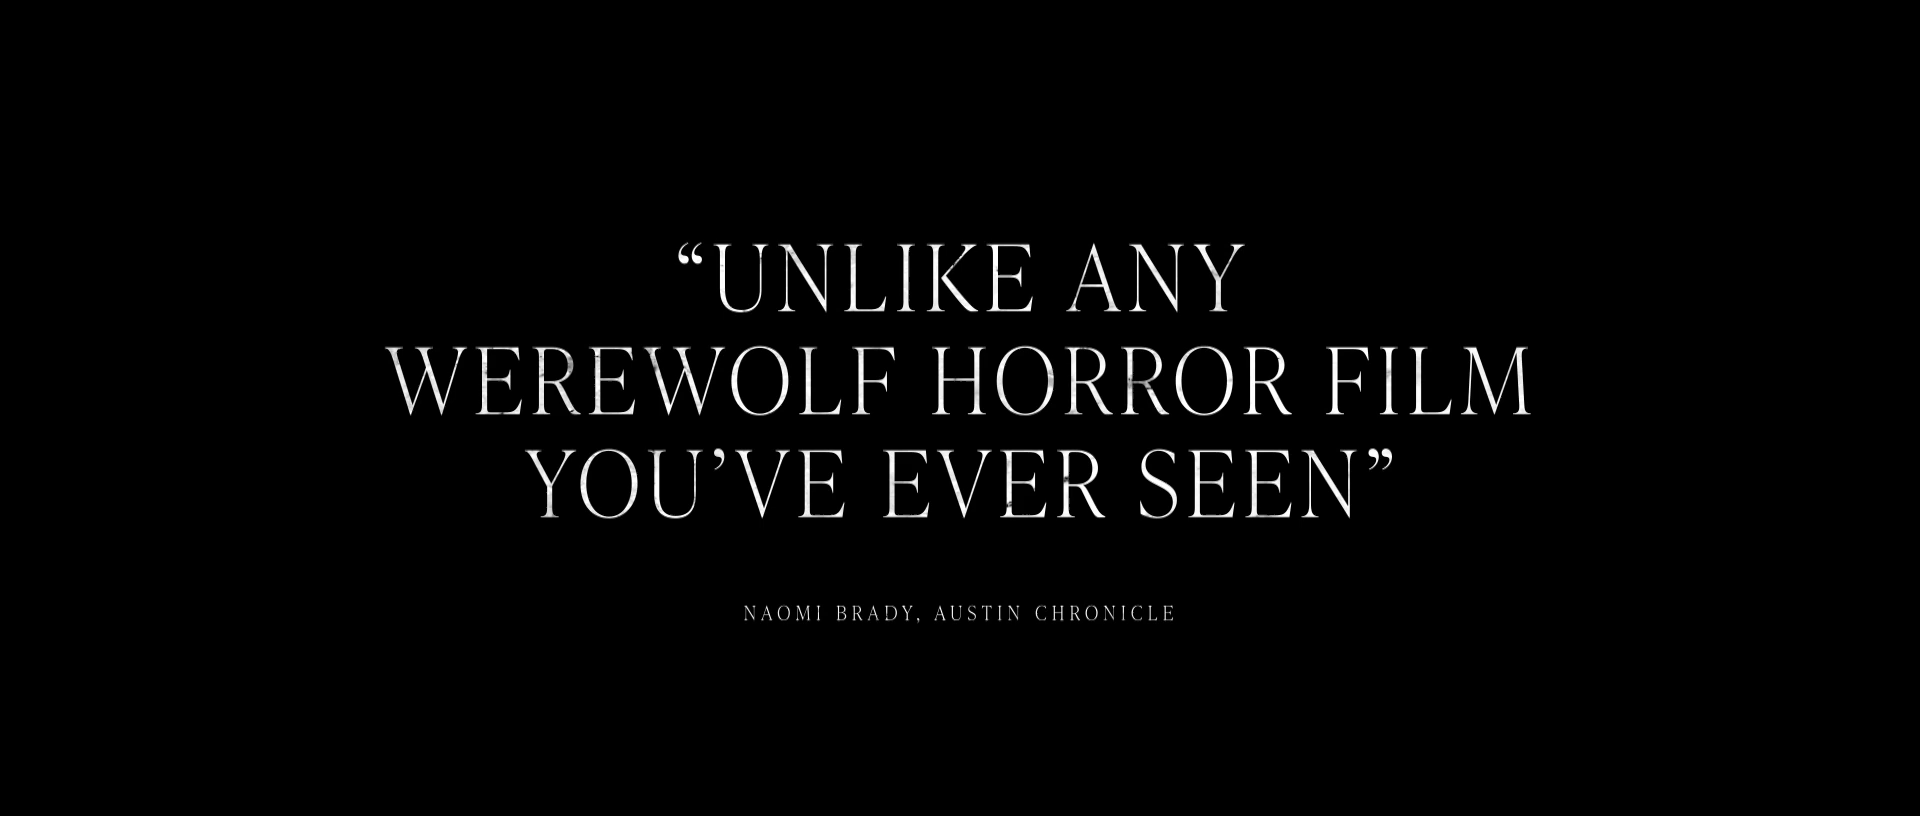 “UNLIKE ANY
WEREWOLF HORROR FILM
YOU’VE EVER SEEN”
NAOMI BRADY, AUSTIN CHRONICLE